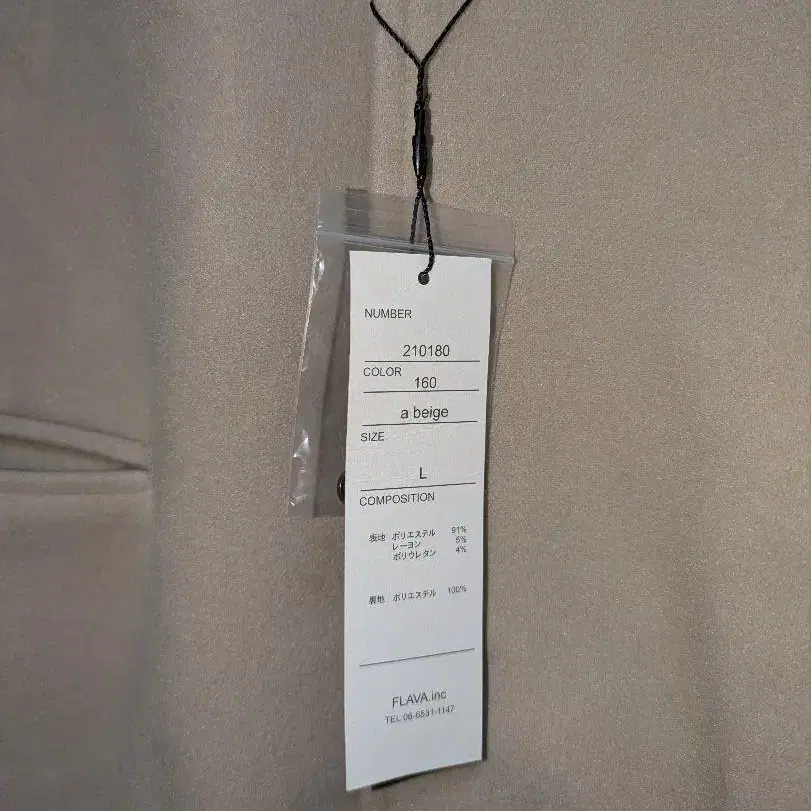 NUMBER
210180
COLOR
160
a beige
SIZE
L
COMPOSITION
表地 ポリエステル 91%
レーヨン 5%
ポリウレタン 4%
裏地 ポリエステル 100%
FLAVA.inc
TEL 06-6531-1147